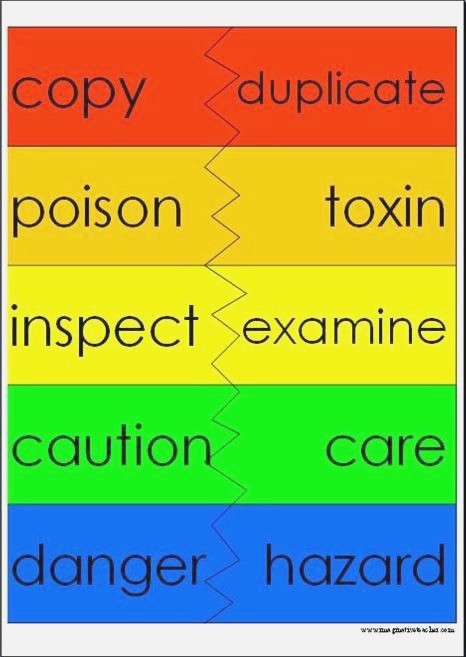 copy duplicate
poison toxin
inspect examine
caution care
danger hazard